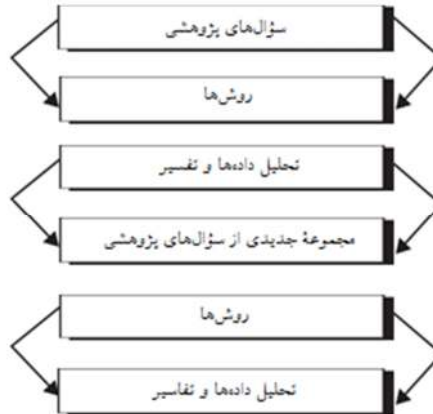 سؤال‌های پژوهشی
روش‌ها
تحلیل داده‌ها و تفسیر
مجموعهٔ جدیدی از سؤال‌های پژوهشی
روش‌ها
تحلیل داده‌ها و تفاسیر